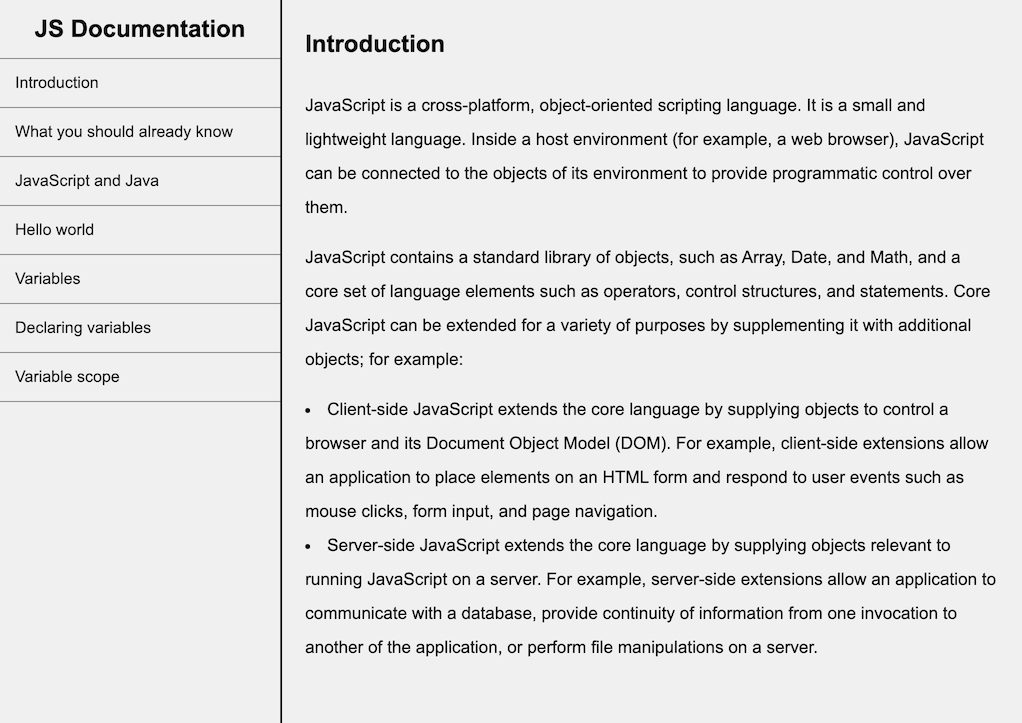 JS Documentation
Introduction
What you should already know
JavaScript and Java
Hello world
Variables
Declaring variables
Variable scope
Introduction
JavaScript is a cross-platform, object-oriented scripting language. It is a small and
lightweight language. Inside a host environment (for example, a web browser), JavaScript
can be connected to the objects of its environment to provide programmatic control over
them.
JavaScript contains a standard library of objects, such as Array, Date, and Math, and a
core set of language elements such as operators, control structures, and statements. Core
JavaScript can be extended for a variety of purposes by supplementing it with additional
objects; for example:
• Client-side JavaScript extends the core language by supplying objects to control a
browser and its Document Object Model (DOM). For example, client-side extensions allow
an application to place elements on an HTML form and respond to user events such as
mouse clicks, form input, and page navigation.
• Server-side JavaScript extends the core language by supplying objects relevant to
running JavaScript on a server. For example, server-side extensions allow an application to
communicate with a database, provide continuity of information from one invocation to
another of the application, or perform file manipulations on a server.